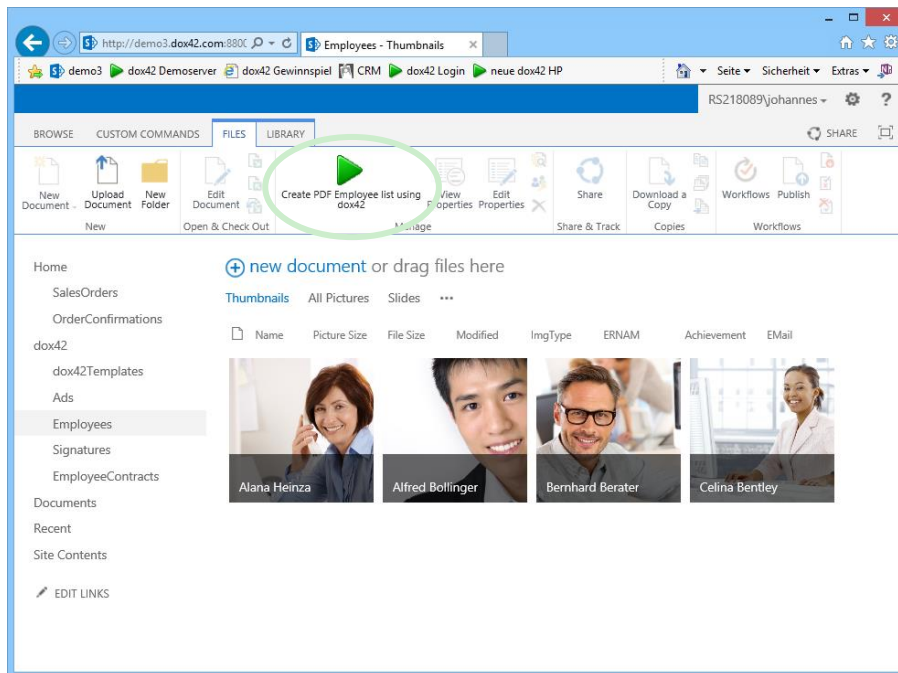 http://demo3.dox42.com:8800
Employees - Thumbnails
demo3 dox42 Demoserver dox42 Gewinnspiel CRM dox42 Login neue dox42 HP
Seite Sicherheit Extras
RS218089\johannes
BROWSE CUSTOM COMMANDS FILES LIBRARY
SHARE
New Document
Upload Document
New Folder
New
Edit Document
Open & Check Out
Create PDF Employee list using dox42
View Properties
Edit Properties
Manage
Share
Share & Track
Download a Copy
Copies
Workflows
Publish
Workflows
Home
SalesOrders
OrderConfirmations
dox42
dox42Templates
Ads
Employees
Signatures
EmployeeContracts
Documents
Recent
Site Contents
EDIT LINKS
new document or drag files here
Thumbnails All Pictures Slides •••
Name Picture Size File Size Modified ImgType ERNAM Achievement EMail
Alana Heinza
Alfred Bollinger
Bernhard Berater
Celina Bentley